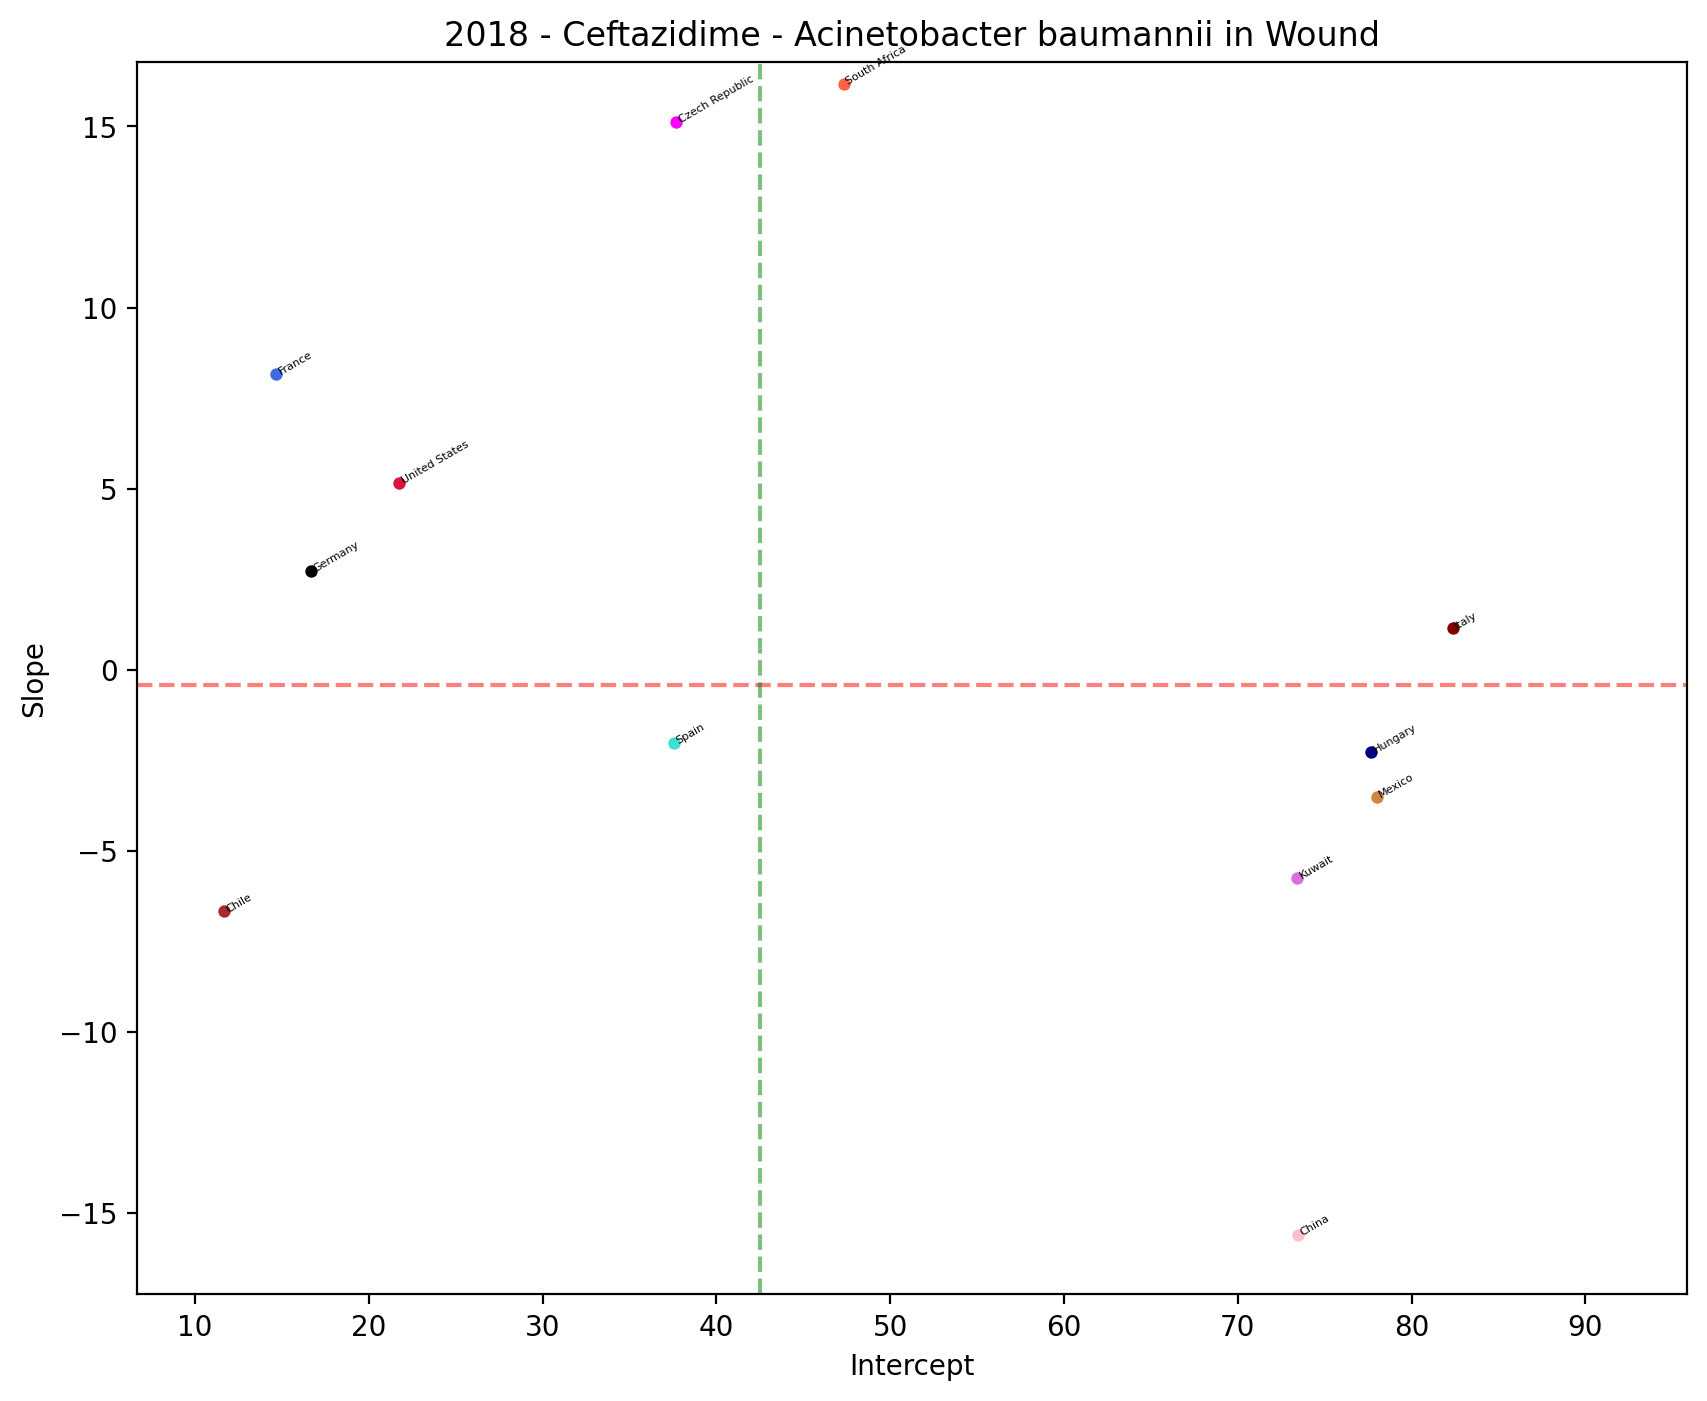 2018 - Ceftazidime - Acinetobacter baumannii in Wound
South Africa
Czech Republic
15
10
France
United States
5
Germany
Italy
Slope
0
Spain
Hungary
Mexico
−5
Kuwait
Chile
−10
−15
China
10 20 30 40 50 60 70 80 90
Intercept